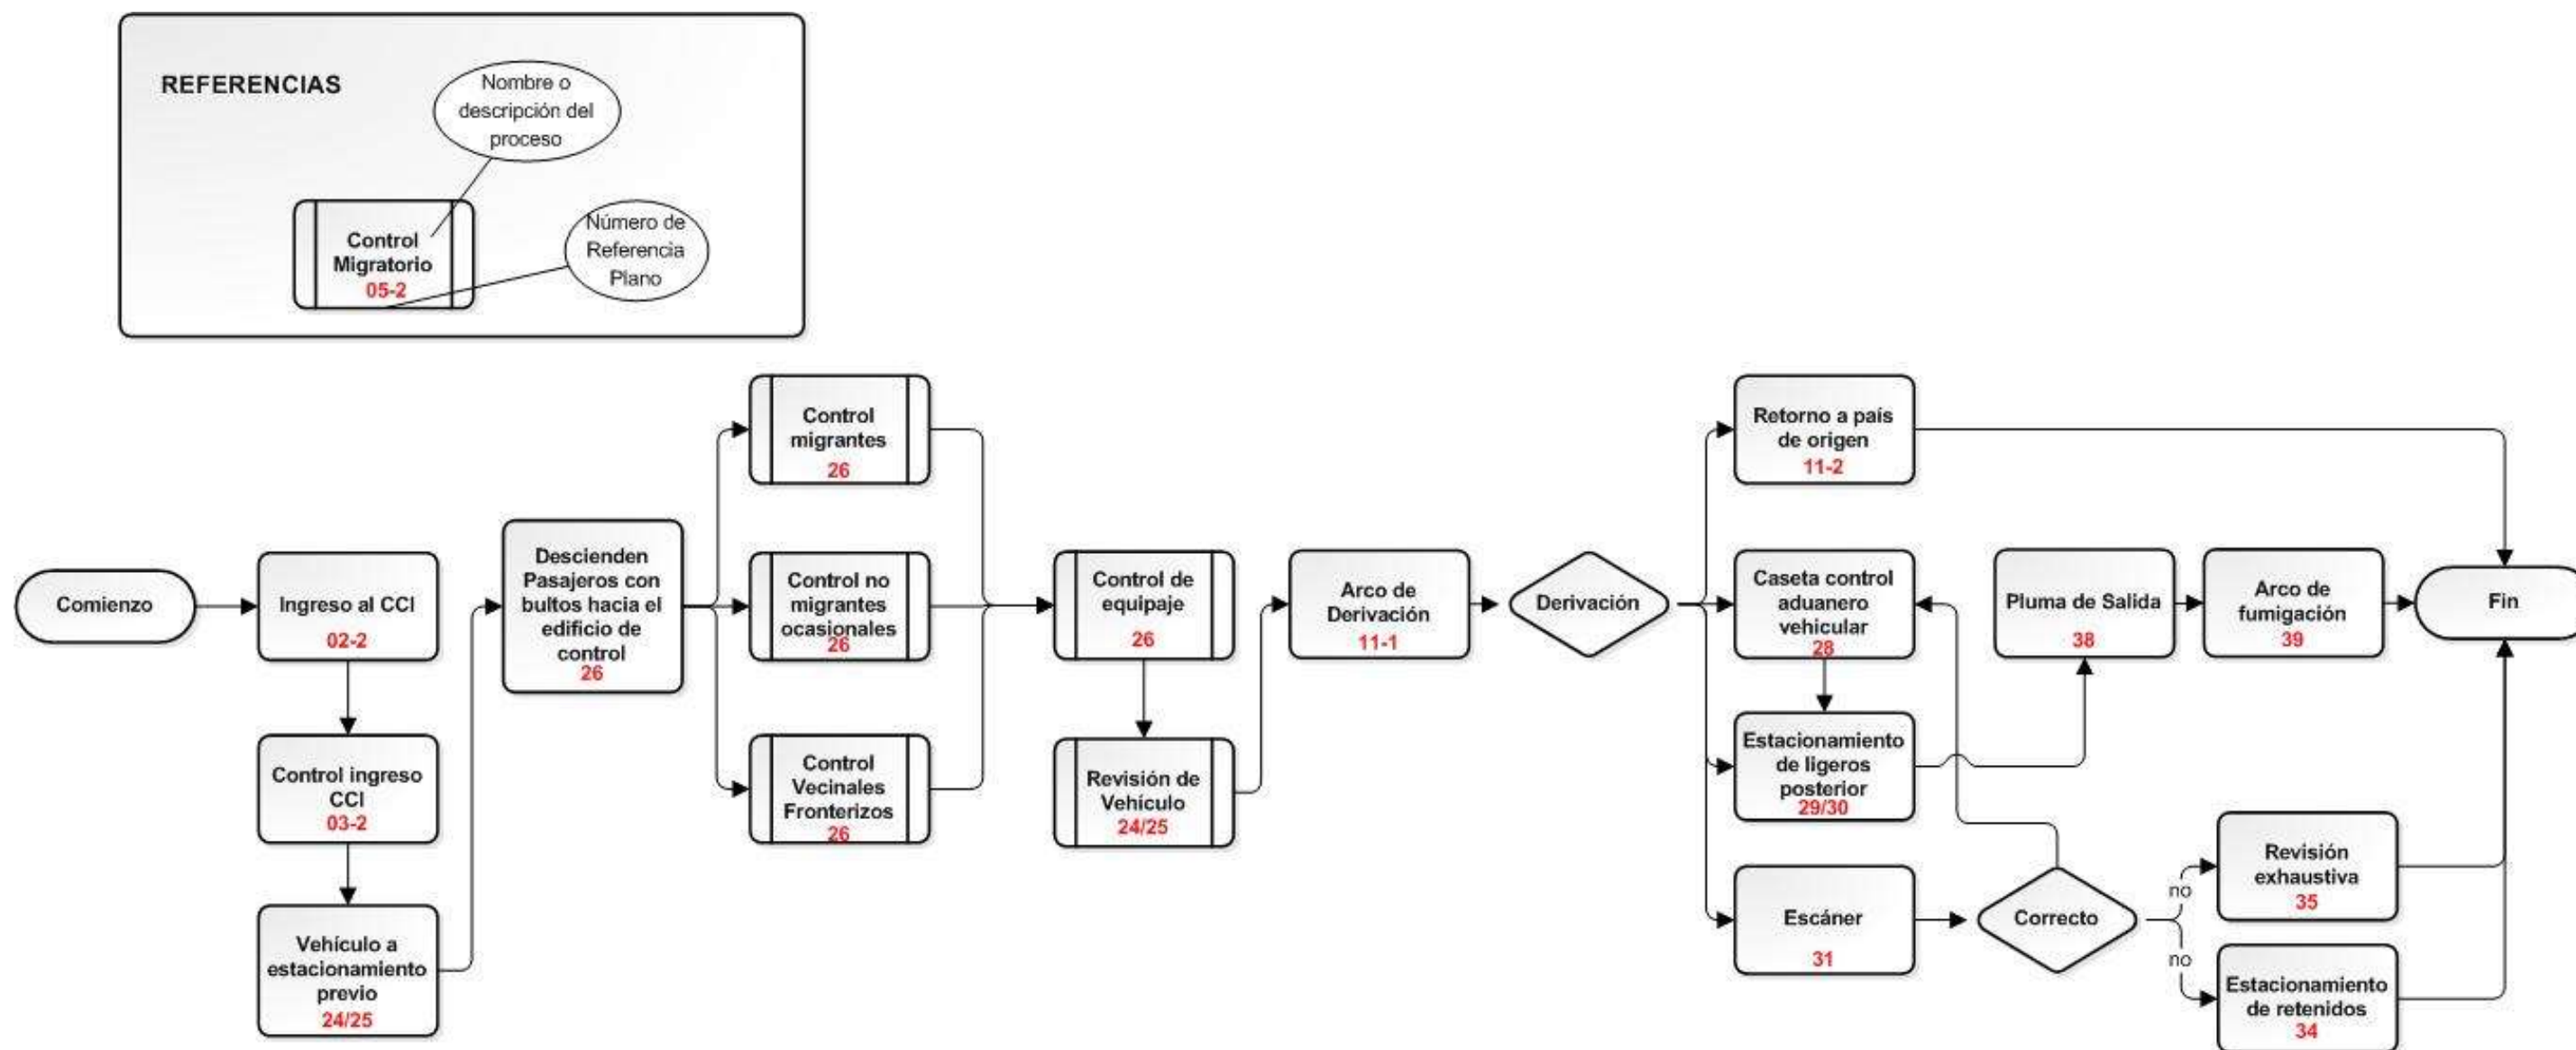 REFERENCIAS
Nombre o
descripción del
proceso
Control
Migratorio
05-2
Número de
Referencia
Plano
Comienzo
Ingreso al CCI
02-2
Control ingreso
CCI
03-2
Vehículo a
estacionamiento
previo
24/25
Descienden
Pasajeros con
bultos hacia el
edificio de
control
26
Control
migrantes
26
Control no
migrantes
ocasionales
26
Control
Vecinales
Fronterizos
26
Control de
equipaje
26
Revisión de
Vehículo
24/25
Arco de
Derivación
11-1
Derivación
Retorno a país
de origen
11-2
Caseta control
aduanero
vehicular
28
Estacionamiento
de ligeros
posterior
29/30
Escáner
31
Correcto
no
no
Pluma de Salida
38
Arco de
fumigación
39
Fin
Revisión
exhaustiva
35
Estacionamiento
de retenidos
34